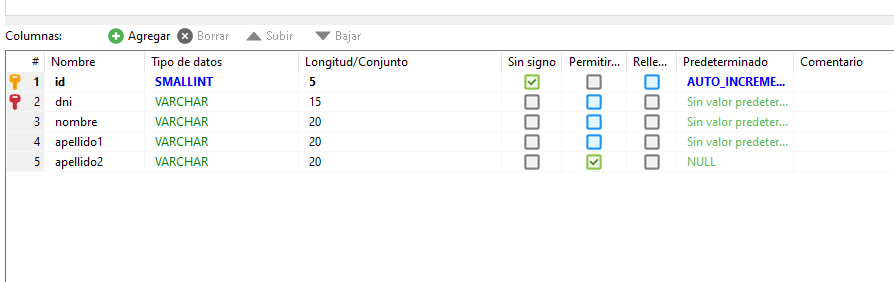 Columnas: Agregar Borrar Subir Bajar
# Nombre Tipo de datos Longitud/Conjunto Sin signo Permitir... Relle... Predeterminado Comentario
1 id SMALLINT 5 AUTO_INCREME...
2 dni VARCHAR 15 Sin valor predeter...
3 nombre VARCHAR 20 Sin valor predeter...
4 apellido1 VARCHAR 20 Sin valor predeter...
5 apellido2 VARCHAR 20 NULL